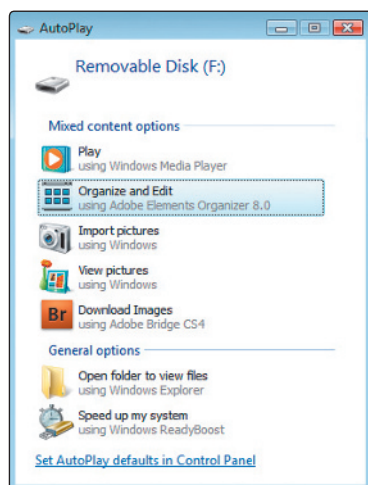 AutoPlay
Removable Disk (F:)
Mixed content options
Play
using Windows Media Player
Organize and Edit
using Adobe Elements Organizer 8.0
Import pictures
using Windows
View pictures
using Windows
Br
Download Images
using Adobe Bridge CS4
General options
Open folder to view files
using Windows Explorer
Speed up my system
using Windows ReadyBoost
Set AutoPlay defaults in Control Panel